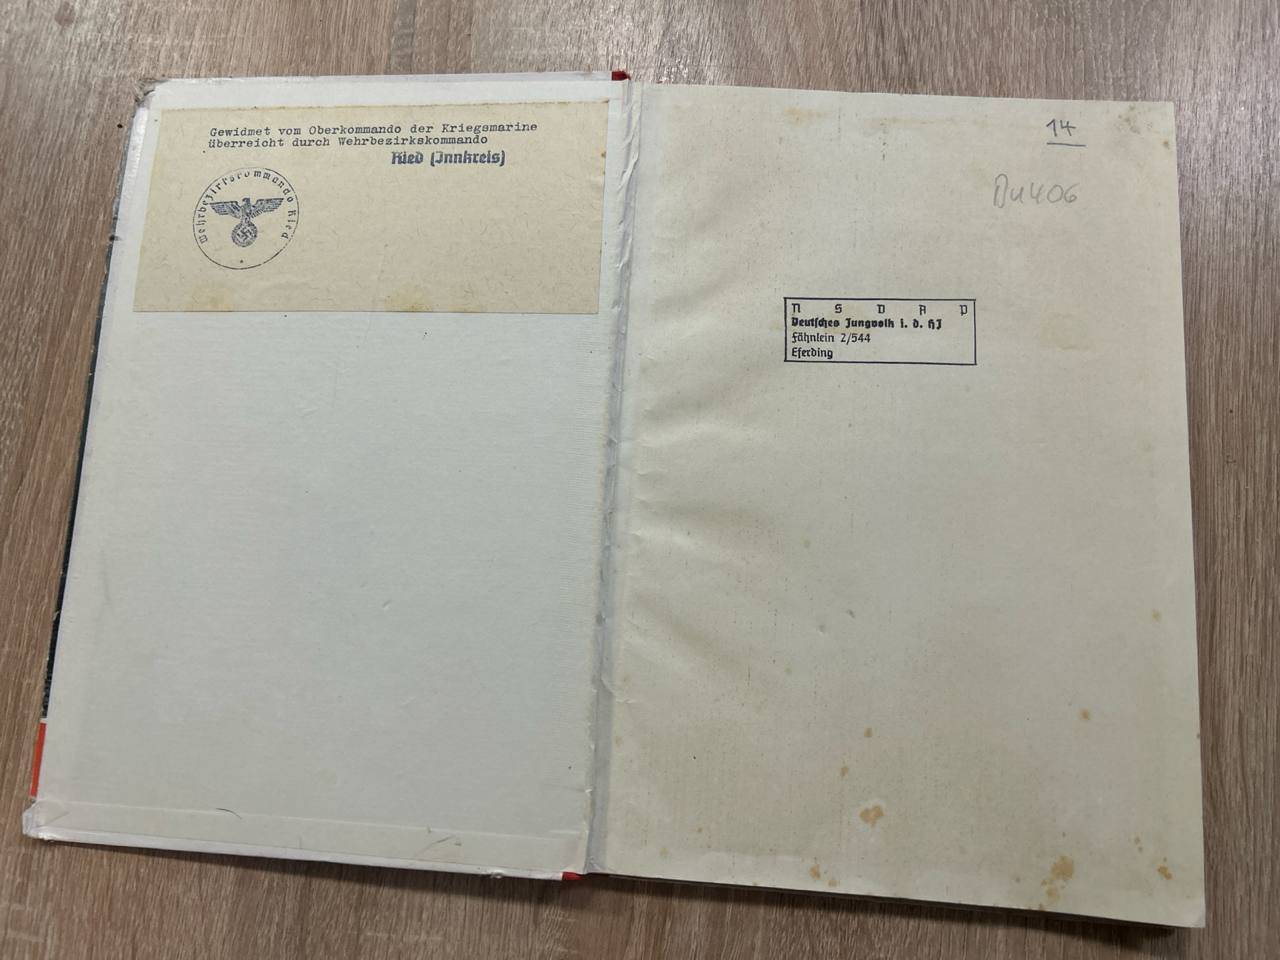 Gewidmet vom Oberkommando der Kriegsmarine
überreicht durch Wehrbezirkskommando
Ried (Innkreis)
Wehrbezirkskommando Ried
14
N S D A P
Deutsches Jungvolk i. d. HJ
Fähnlein 2/544
Eferding